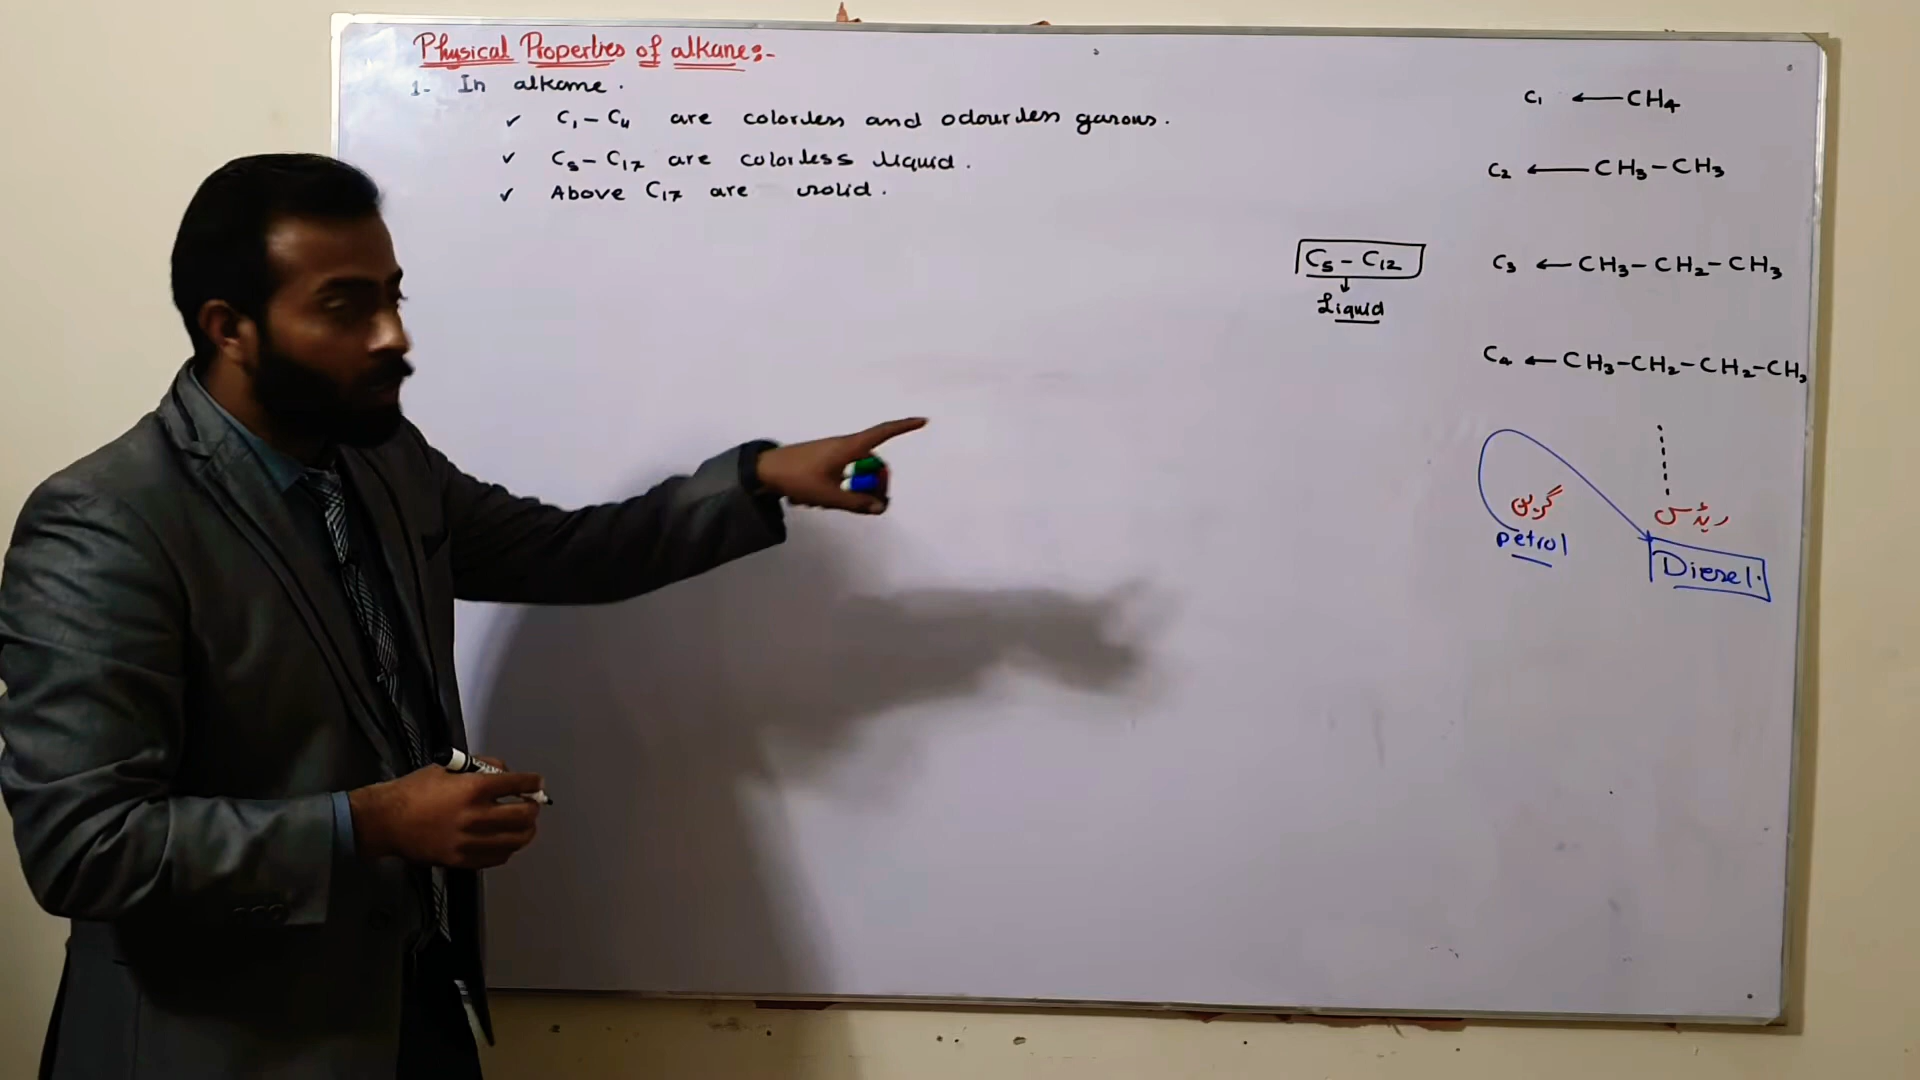 Physical Properties of alkane:-
1- In alkane.
✓ C₁ - C₄ are colorless and odourless gasous.
✓ C₅ - C₁₇ are colorless liquid.
✓ Above C₁₇ are solid.
C₁ ← CH₄
C₂ ← CH₃-CH₃
C₃ ← CH₃-CH₂-CH₃
C₅ - C₁₂
↓
Liquid
C₄ ← CH₃-CH₂-CH₂-CH₃
گرین
petrol
Diesel.